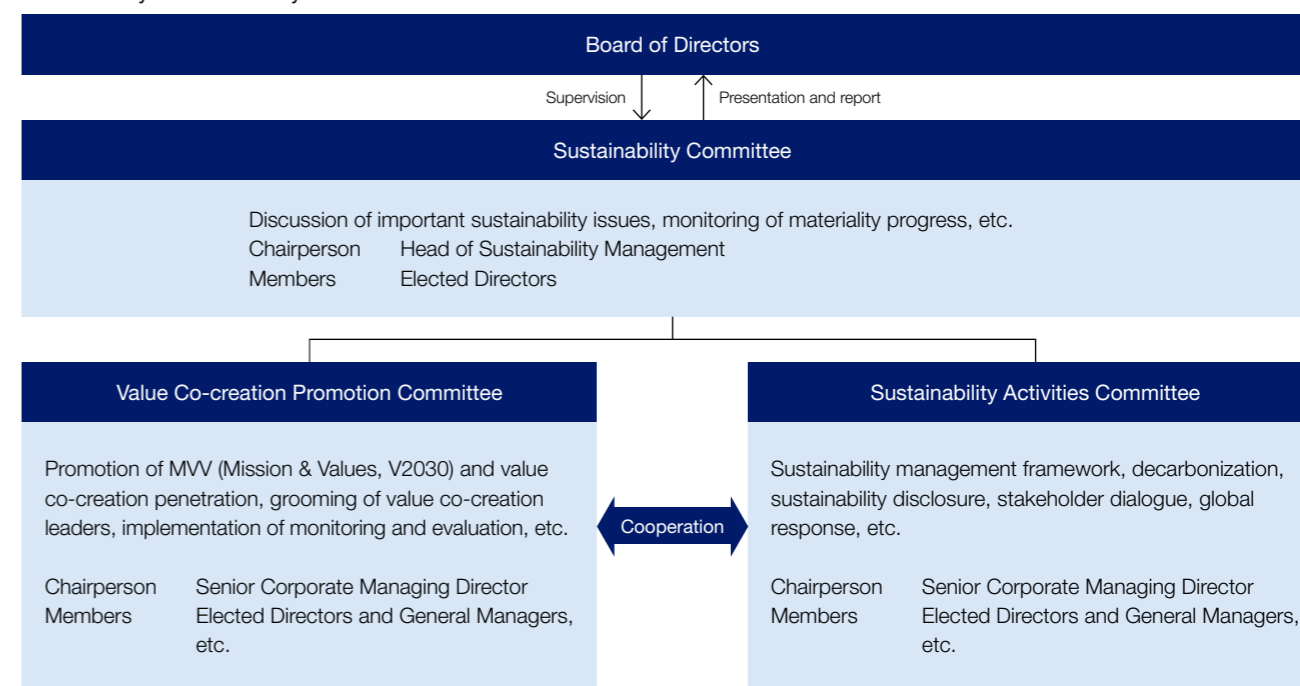 Board of Directors
Supervision
Presentation and report
Sustainability Committee
Discussion of important sustainability issues, monitoring of materiality progress, etc.
Chairperson Head of Sustainability Management
Members Elected Directors
Value Co-creation Promotion Committee
Promotion of MVV (Mission & Values, V2030) and value
co-creation penetration, grooming of value co-creation
leaders, implementation of monitoring and evaluation, etc.
Chairperson Senior Corporate Managing Director
Members Elected Directors and General Managers,
etc.
Cooperation
Sustainability Activities Committee
Sustainability management framework, decarbonization,
sustainability disclosure, stakeholder dialogue, global
response, etc.
Chairperson Senior Corporate Managing Director
Members Elected Directors and General Managers,
etc.